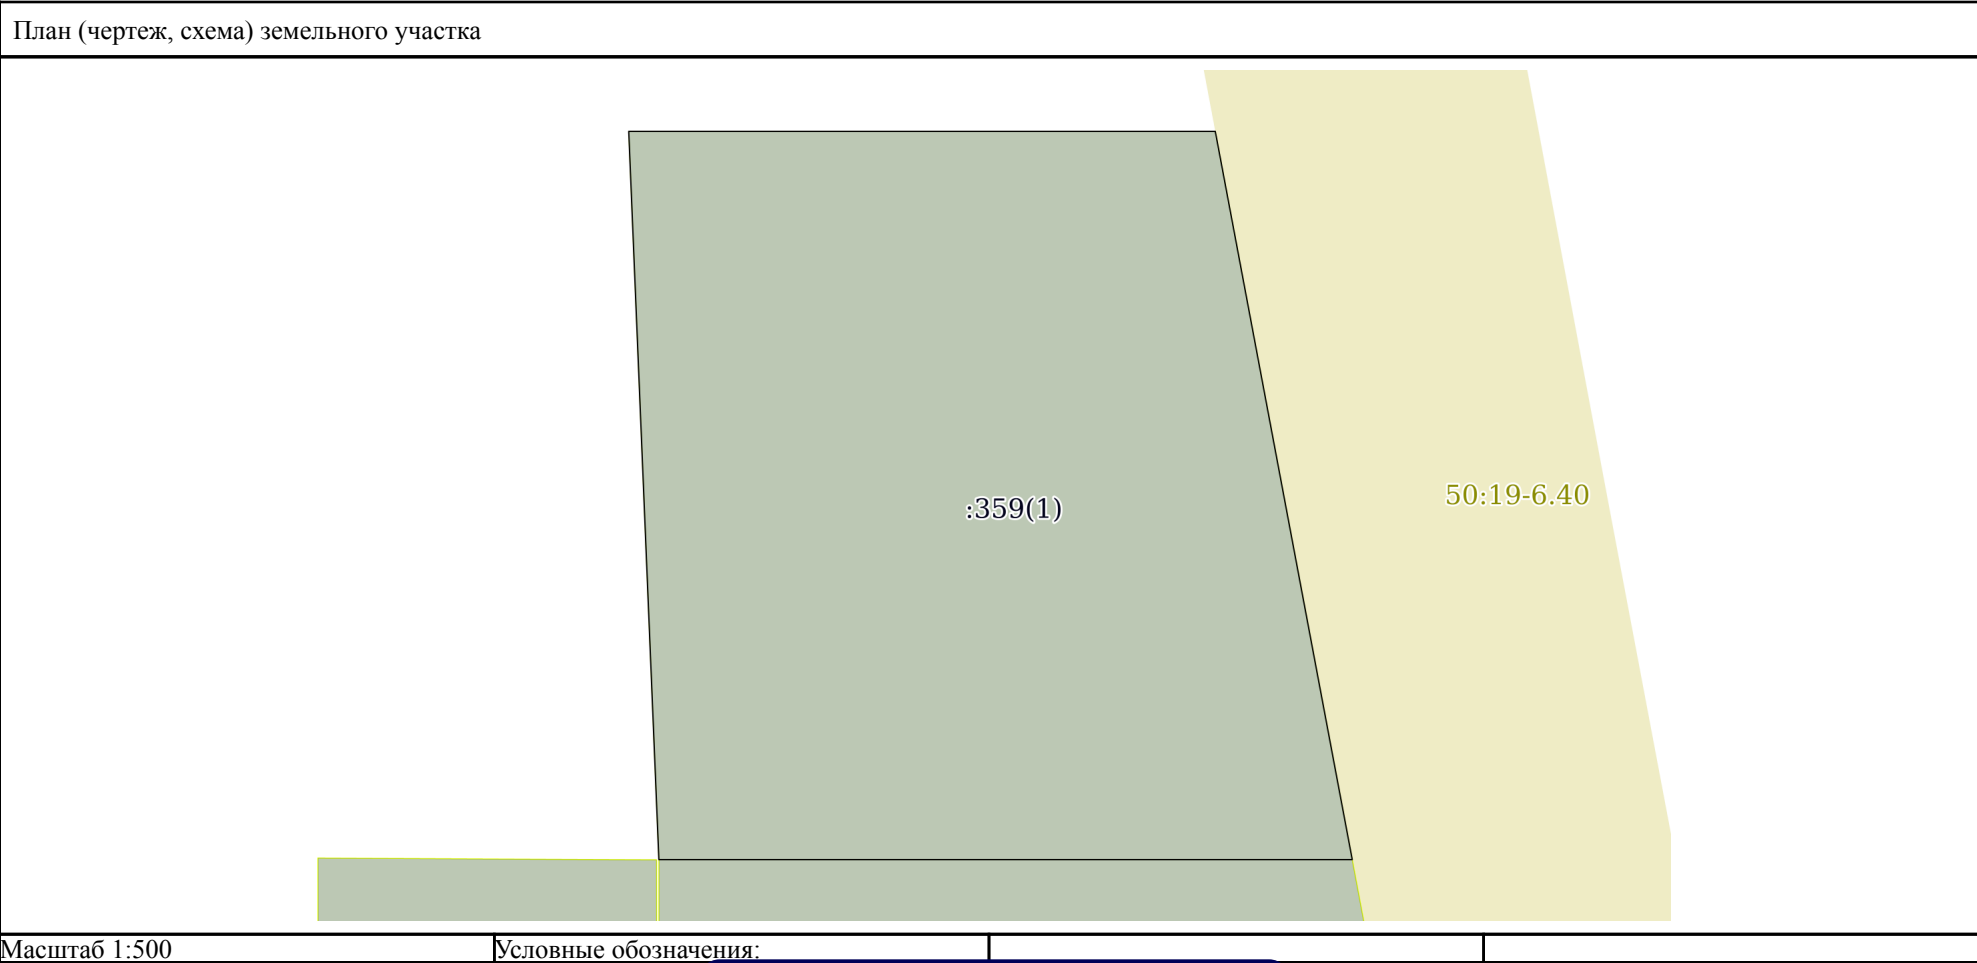 План (чертеж, схема) земельного участка
50:19-6.40
:359(1)
Масштаб 1:500
Условные обозначения: